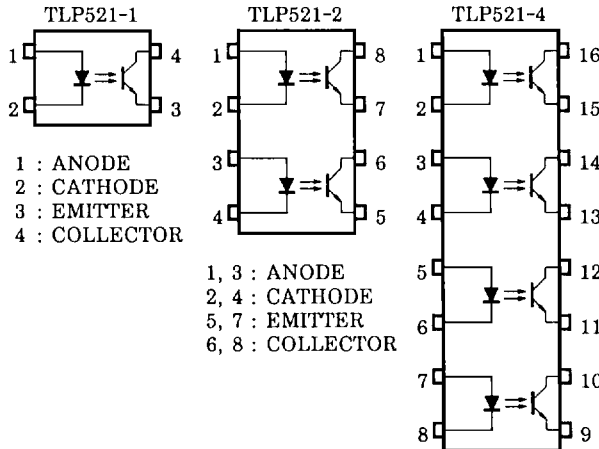 TLP521-1
1 4
2 3
1 : ANODE
2 : CATHODE
3 : EMITTER
4 : COLLECTOR
TLP521-2
1 8
2 7
3 6
4 5
1, 3 : ANODE
2, 4 : CATHODE
5, 7 : EMITTER
6, 8 : COLLECTOR
TLP521-4
1 16
2 15
3 14
4 13
5 12
6 11
7 10
8 9